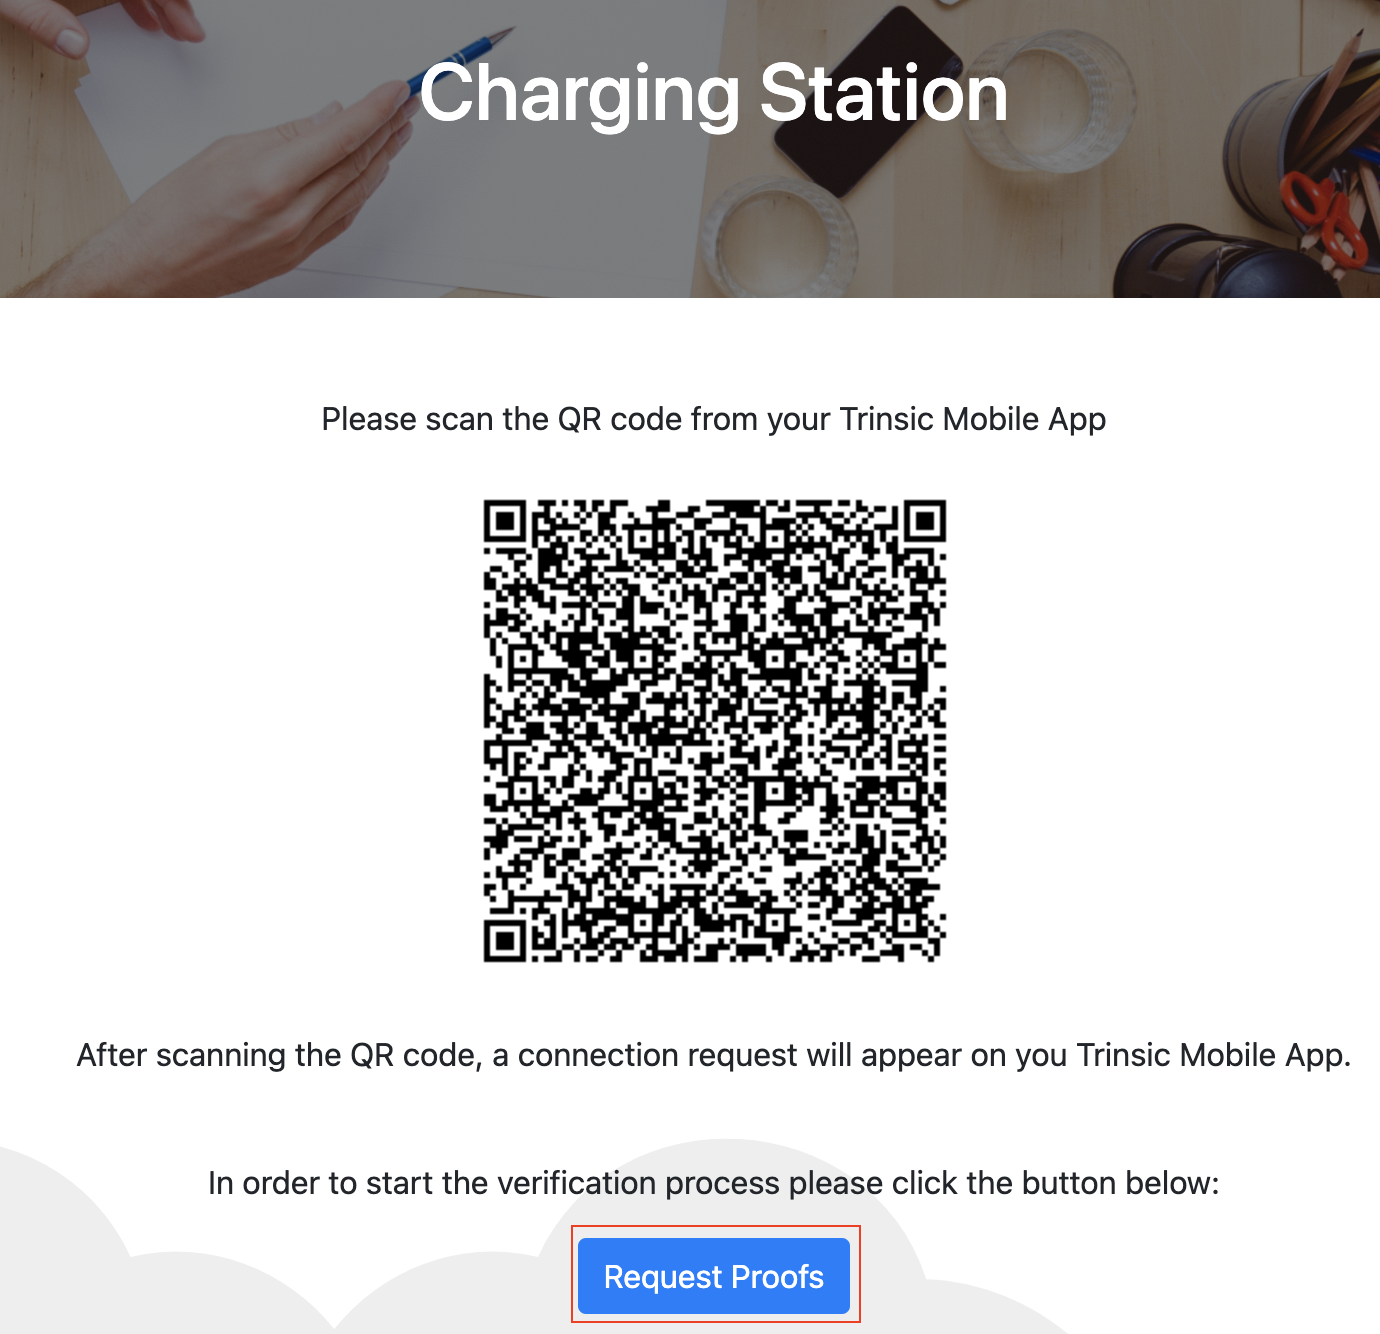 Charging Station
Please scan the QR code from your Trinsic Mobile App
After scanning the QR code, a connection request will appear on you Trinsic Mobile App.
In order to start the verification process please click the button below:
Request Proofs